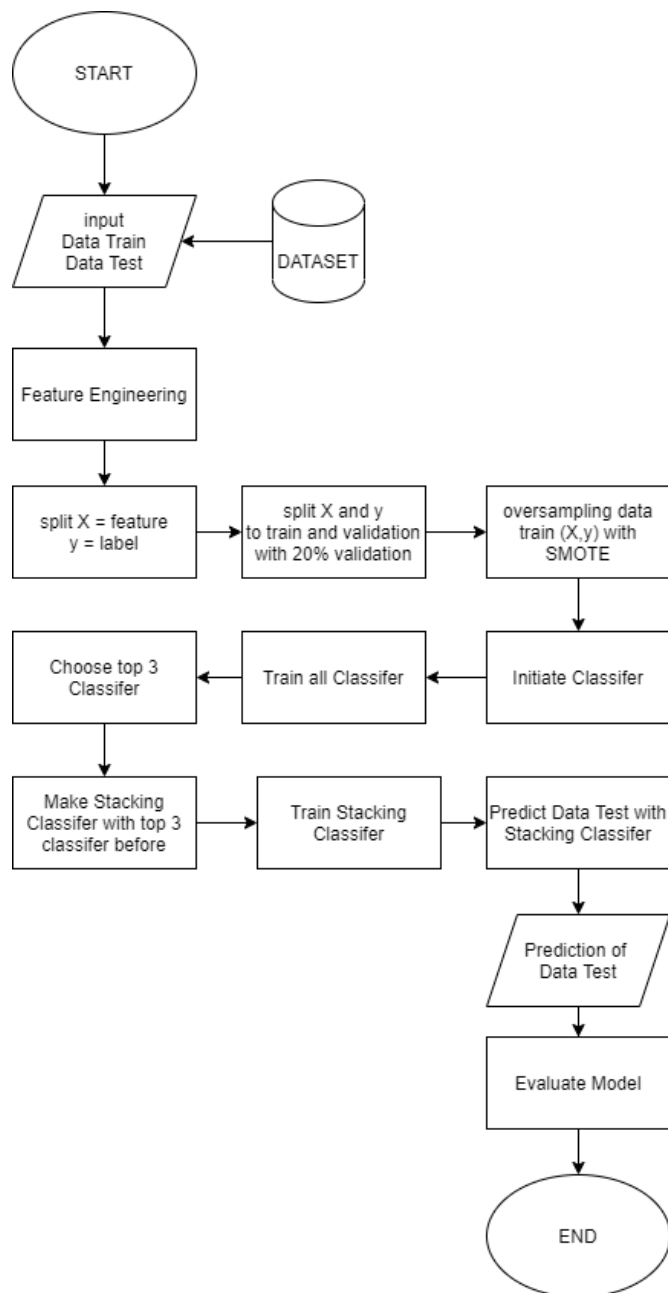 START
input
Data Train
Data Test
DATASET
Feature Engineering
split X = feature
y = label
split X and y
to train and validation
with 20% validation
oversampling data
train (X,y) with
SMOTE
Initiate Classifer
Train all Classifer
Choose top 3
Classifer
Make Stacking
Classifer with top 3
classifer before
Train Stacking
Classifer
Predict Data Test with
Stacking Classifer
Prediction of
Data Test
Evaluate Model
END